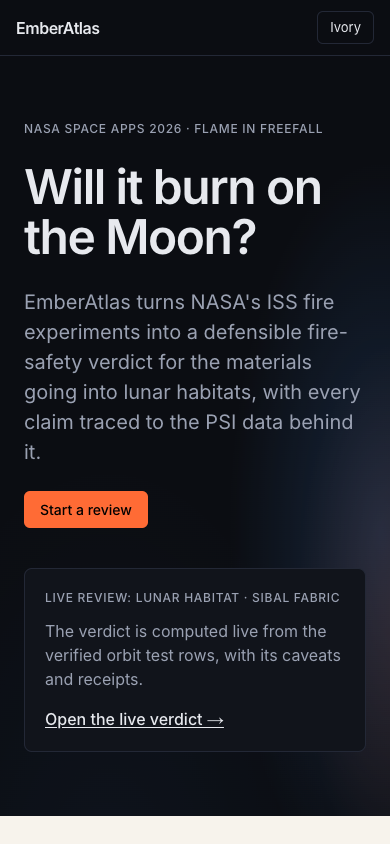 EmberAtlas
Ivory
NASA SPACE APPS 2026 · FLAME IN FREEFALL
Will it burn on
the Moon?
EmberAtlas turns NASA's ISS fire
experiments into a defensible fire-
safety verdict for the materials
going into lunar habitats, with every
claim traced to the PSI data behind
it.
Start a review
LIVE REVIEW: LUNAR HABITAT · SIBAL FABRIC
The verdict is computed live from the
verified orbit test rows, with its caveats
and receipts.
Open the live verdict →